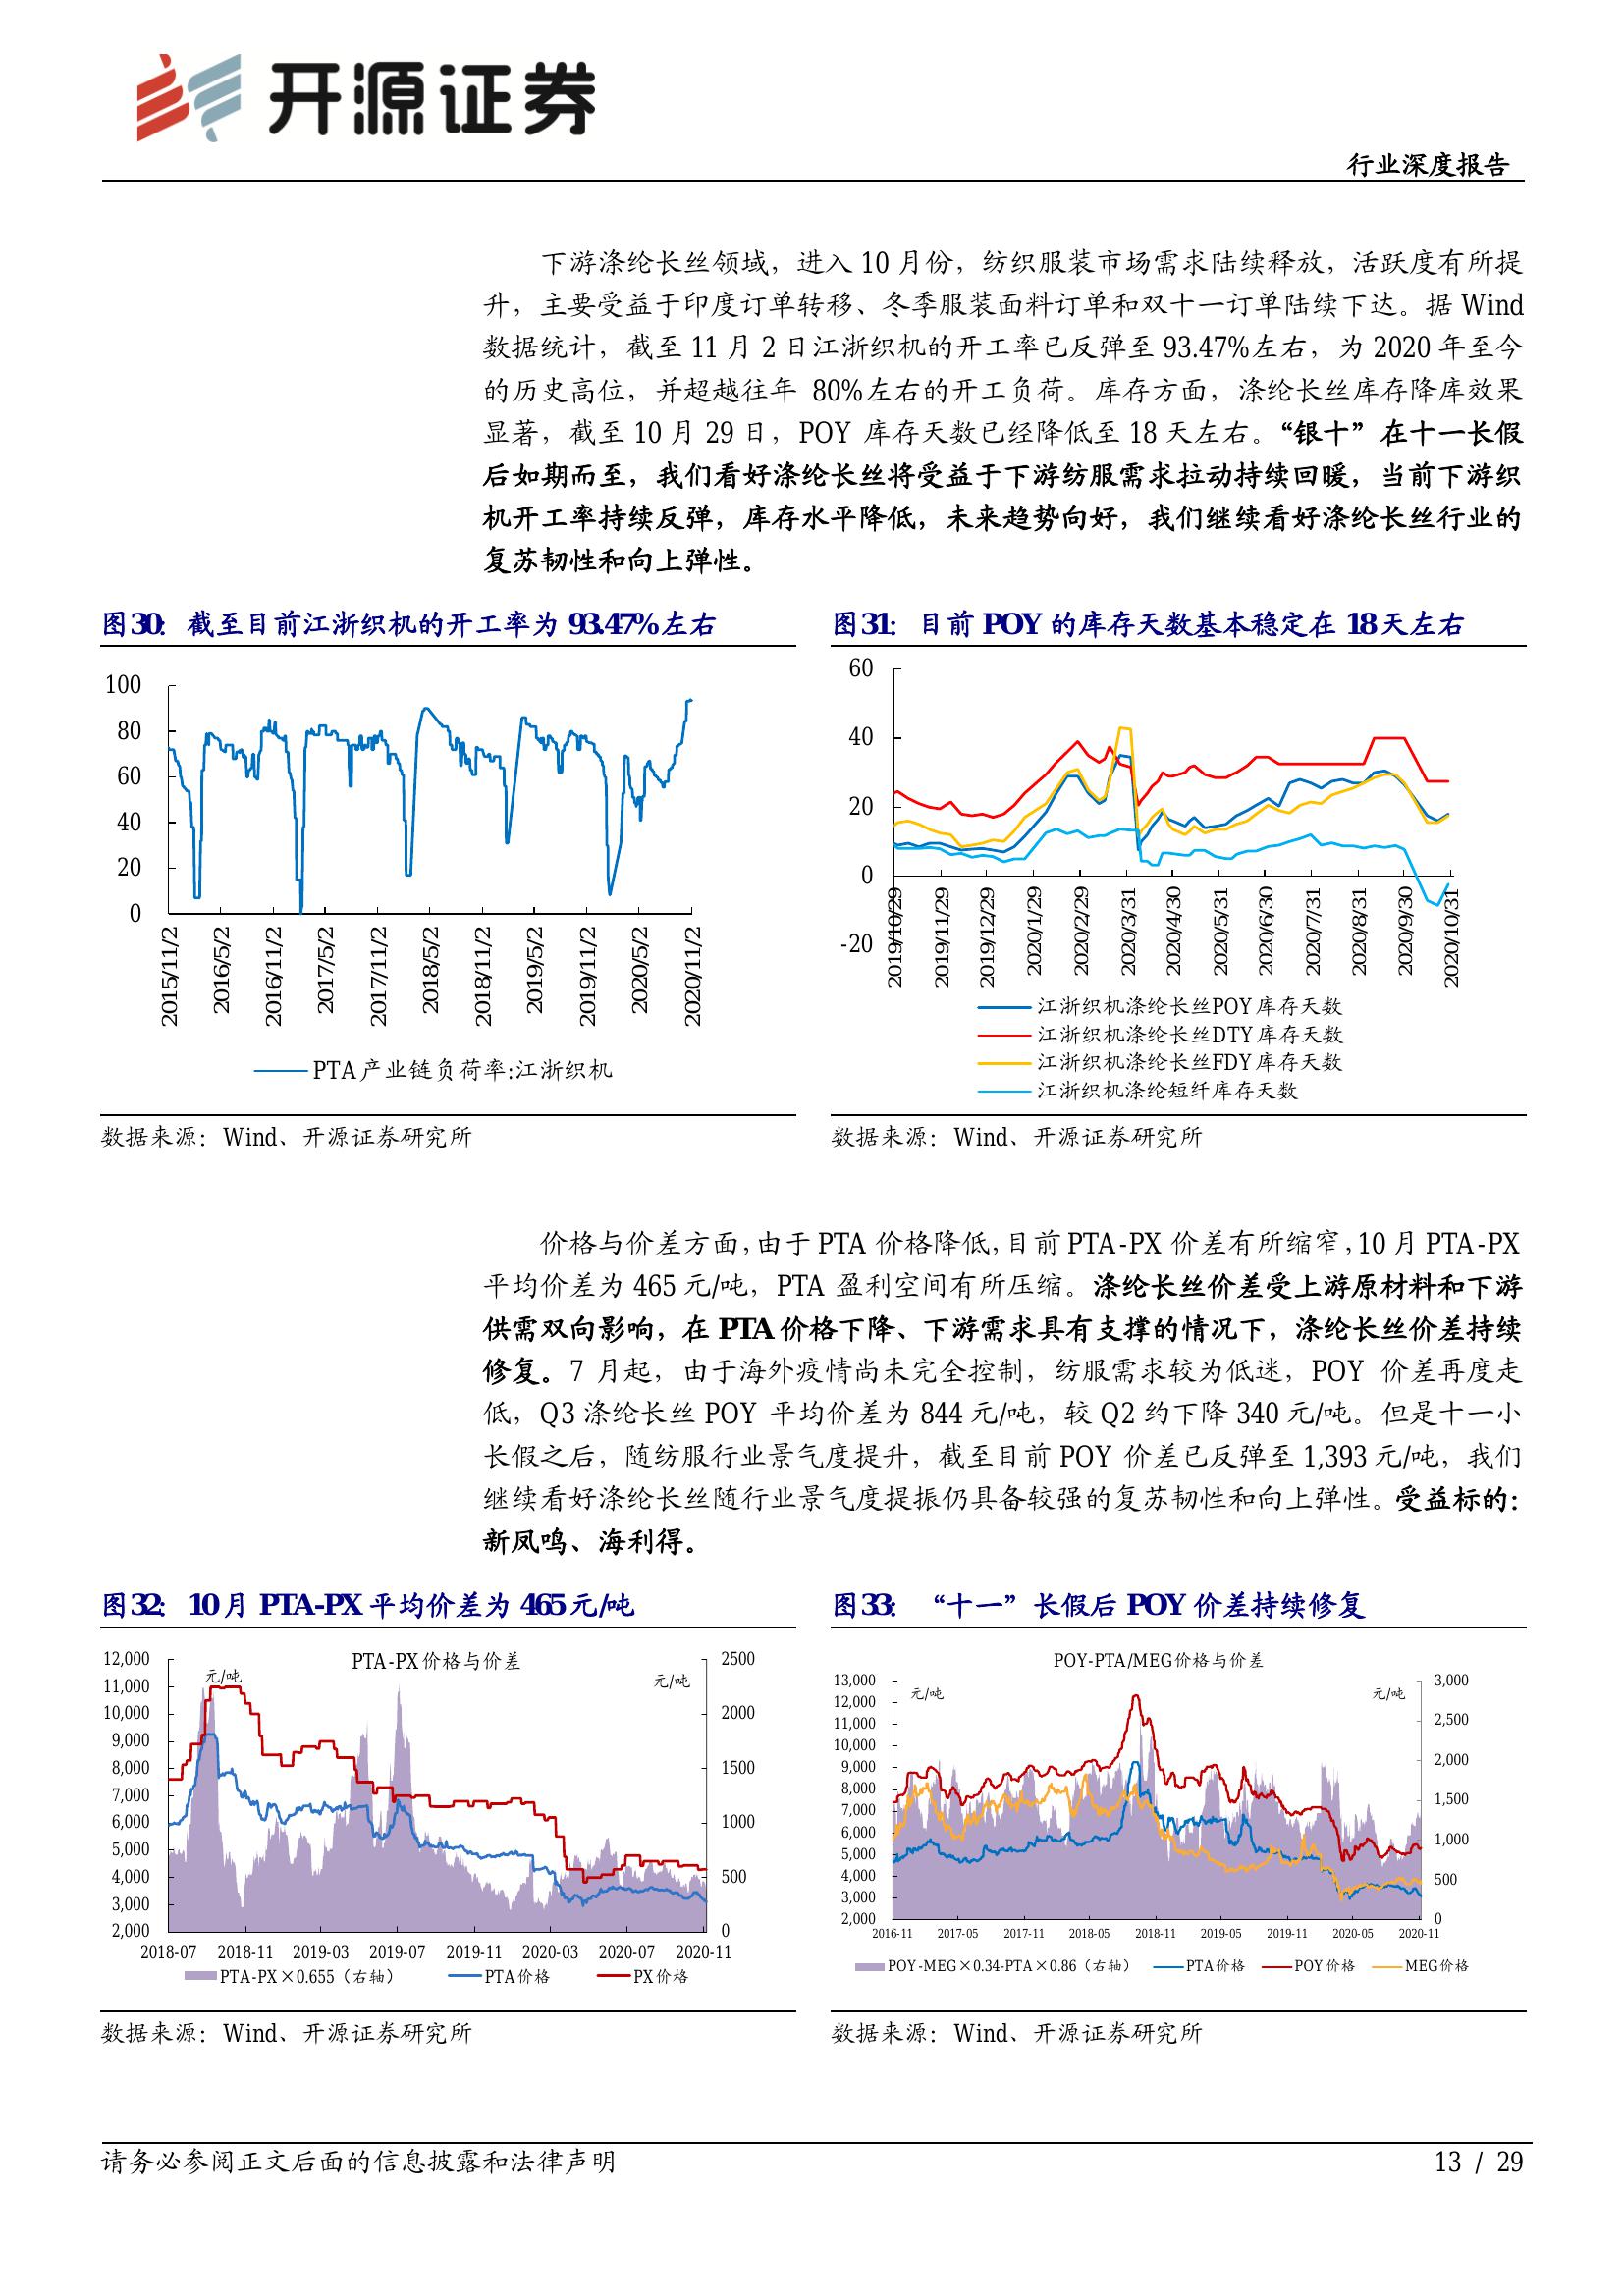 开源证券
行业深度报告
下游涤纶长丝领域，进入 10 月份，纺织服装市场需求陆续释放，活跃度有所提
升，主要受益于印度订单转移、冬季服装面料订单和双十一订单陆续下达。据 Wind
数据统计，截至 11 月 2 日江浙织机的开工率已反弹至 93.47%左右，为 2020 年至今
的历史高位，并超越往年 80%左右的开工负荷。库存方面，涤纶长丝库存降库效果
显著，截至 10 月 29 日，POY 库存天数已经降低至 18 天左右。“银十”在十一长假
后如期而至，我们看好涤纶长丝将受益于下游纺服需求拉动持续回暖，当前下游织
机开工率持续反弹，库存水平降低，未来趋势向好，我们继续看好涤纶长丝行业的
复苏韧性和向上弹性。
图30：截至目前江浙织机的开工率为 93.47%左右
100
80
60
40
20
0
2015/11/2
2016/5/2
2016/11/2
2017/5/2
2017/11/2
2018/5/2
2018/11/2
2019/5/2
2019/11/2
2020/5/2
2020/11/2
PTA产业链负荷率:江浙织机
数据来源：Wind、开源证券研究所
图31：目前 POY 的库存天数基本稳定在 18 天左右
60
40
20
0
-20
2019/10/29
2019/11/29
2019/12/29
2020/1/29
2020/2/29
2020/3/31
2020/4/30
2020/5/31
2020/6/30
2020/7/31
2020/8/31
2020/9/30
2020/10/31
江浙织机涤纶长丝POY库存天数
江浙织机涤纶长丝DTY库存天数
江浙织机涤纶长丝FDY库存天数
江浙织机涤纶短纤库存天数
数据来源：Wind、开源证券研究所
价格与价差方面，由于 PTA 价格降低，目前 PTA-PX 价差有所缩窄，10 月 PTA-PX
平均价差为 465 元/吨，PTA 盈利空间有所压缩。涤纶长丝价差受上游原材料和下游
供需双向影响，在 PTA 价格下降、下游需求具有支撑的情况下，涤纶长丝价差持续
修复。7 月起，由于海外疫情尚未完全控制，纺服需求较为低迷，POY 价差再度走
低，Q3 涤纶长丝 POY 平均价差为 844 元/吨，较 Q2 约下降 340 元/吨。但是十一小
长假之后，随纺服行业景气度提升，截至目前 POY 价差已反弹至 1,393 元/吨，我们
继续看好涤纶长丝随行业景气度提振仍具备较强的复苏韧性和向上弹性。受益标的：
新凤鸣、海利得。
图32：10 月 PTA-PX 平均价差为 465 元/吨
PTA-PX价格与价差
元/吨
元/吨
12,000
11,000
10,000
9,000
8,000
7,000
6,000
5,000
4,000
3,000
2,000
2500
2000
1500
1000
500
0
2018-07
2018-11
2019-03
2019-07
2019-11
2020-03
2020-07
2020-11
PTA-PX×0.655（右轴）
PTA价格
PX价格
数据来源：Wind、开源证券研究所
图33：“十一”长假后 POY 价差持续修复
POY-PTA/MEG价格与价差
元/吨
元/吨
13,000
12,000
11,000
10,000
9,000
8,000
7,000
6,000
5,000
4,000
3,000
2,000
3,000
2,500
2,000
1,500
1,000
500
0
2016-11
2017-05
2017-11
2018-05
2018-11
2019-05
2019-11
2020-05
2020-11
POY-MEG×0.34-PTA×0.86（右轴）
PTA价格
POY价格
MEG价格
数据来源：Wind、开源证券研究所
请务必参阅正文后面的信息披露和法律声明
13 / 29